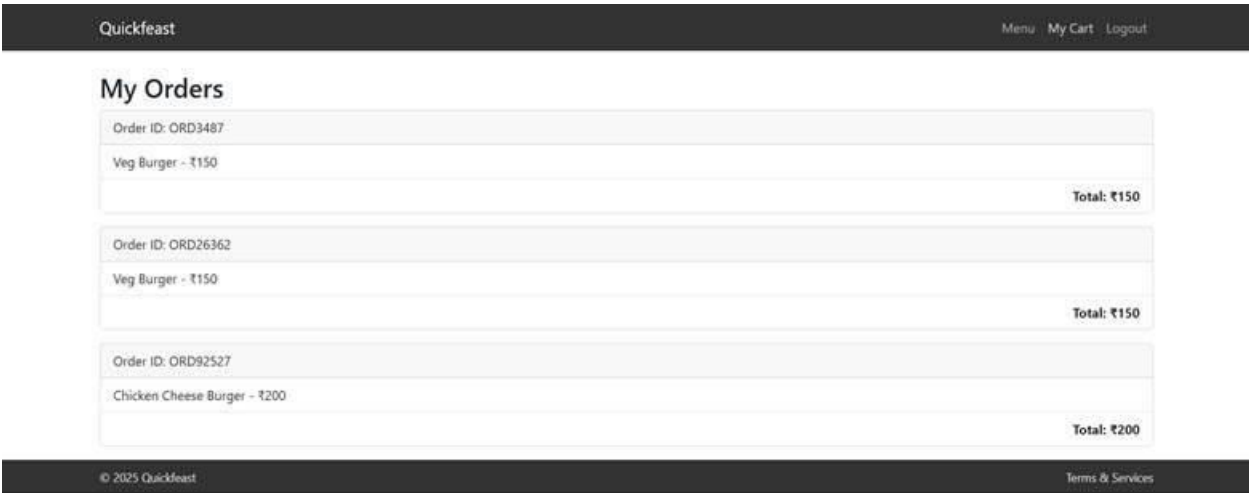 Quickfeast
Menu My Cart Logout
My Orders
Order ID: ORD3487
Veg Burger - ₹150
Total: ₹150
Order ID: ORD26362
Veg Burger - ₹150
Total: ₹150
Order ID: ORD92527
Chicken Cheese Burger - ₹200
Total: ₹200
© 2025 Quickfeast
Terms & Services